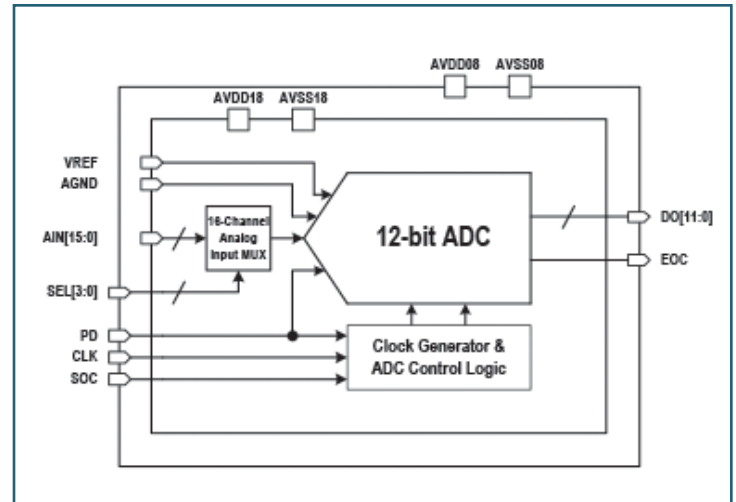 AVDD08 AVSS08
AVDD18 AVSS18
VREF
AGND
16-Channel
Analog
Input MUX
AIN[15:0]
12-bit ADC
DO[11:0]
EOC
SEL[3:0]
PD
CLK
SOC
Clock Generator &
ADC Control Logic